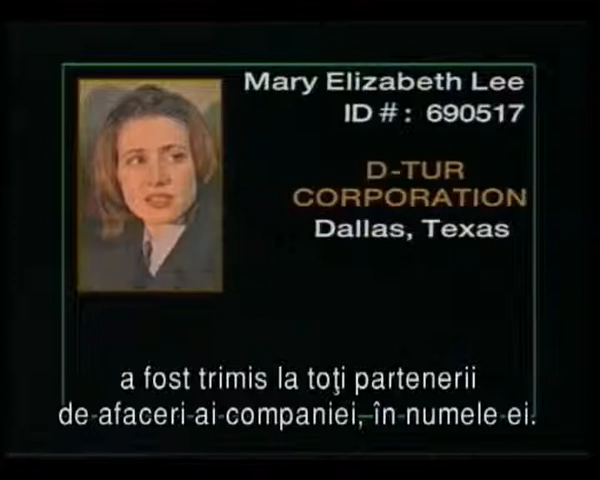 Mary Elizabeth Lee
ID #: 690517
D-TUR
CORPORATION
Dallas, Texas
a fost trimis la toţi partenerii
de-afaceri-ai-companiei,-în-numele-ei.